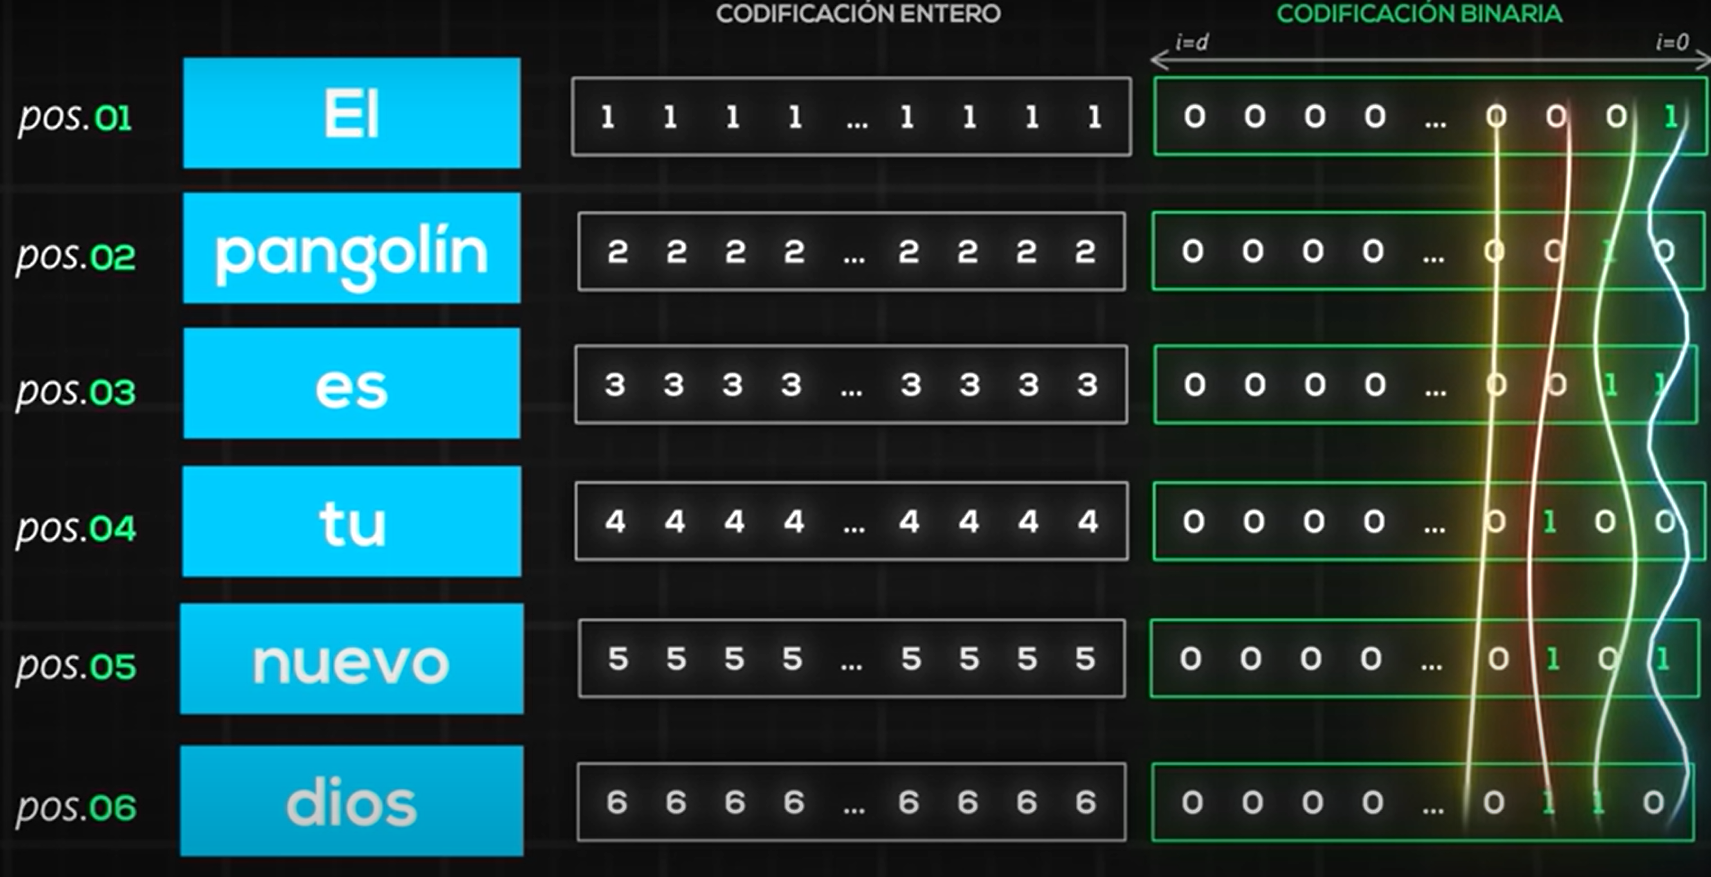 CODIFICACIÓN ENTERO CODIFICACIÓN BINARIA
i=d i=0
pos.01 El 1 1 1 1 ... 1 1 1 1 0 0 0 0 ... 0 0 0 1
pos.02 pangolín 2 2 2 2 ... 2 2 2 2 0 0 0 0 ... 0 0 1 0
pos.03 es 3 3 3 3 ... 3 3 3 3 0 0 0 0 ... 0 0 1 1
pos.04 tu 4 4 4 4 ... 4 4 4 4 0 0 0 0 ... 0 1 0 0
pos.05 nuevo 5 5 5 5 ... 5 5 5 5 0 0 0 0 ... 0 1 0 1
pos.06 dios 6 6 6 6 ... 6 6 6 6 0 0 0 0 ... 0 1 1 0